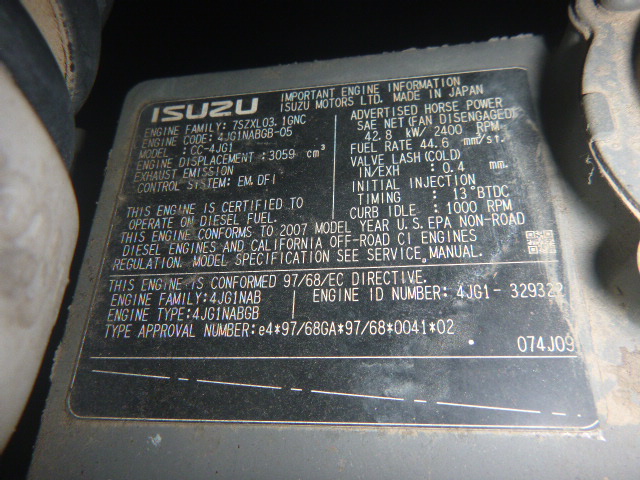 ISUZU
IMPORTANT ENGINE INFORMATION
ISUZU MOTORS LTD. MADE IN JAPAN
ENGINE FAMILY: 7SZXL03.1GNC
ENGINE CODE: 4JG1NABGB-05
MODEL: CC-4JG1
ENGINE DISPLACEMENT: 3059 cm³
EXHAUST EMISSION
CONTROL SYSTEM: EM, DFI
THIS ENGINE IS CERTIFIED TO
OPERATE ON DIESEL FUEL.
ADVERTISED HORSE POWER
SAE NET(FAN DISENGAGED)
42.8 kW/ 2400 RPM
FUEL RATE 44.6 mm³/st.
VALVE LASH(COLD)
IN/EXH : 0.4 mm.
INITIAL INJECTION
TIMING : 13°BTDC
CURB IDLE : 1000 RPM
THIS ENGINE CONFORMS TO 2007 MODEL YEAR U.S. EPA NON-ROAD
DIESEL ENGINES AND CALIFORNIA OFF-ROAD CI ENGINES
REGULATION. MODEL SPECIFICATION SEE SERVICE MANUAL.
THIS ENGINE IS CONFORMED 97/68/EC DIRECTIVE.
ENGINE FAMILY:4JG1NAB
ENGINE ID NUMBER: 4JG1- 329322
ENGINE TYPE:4JG1NABGB
TYPE APPROVAL NUMBER:e4*97/68GA*97/68*0041*02
074J09